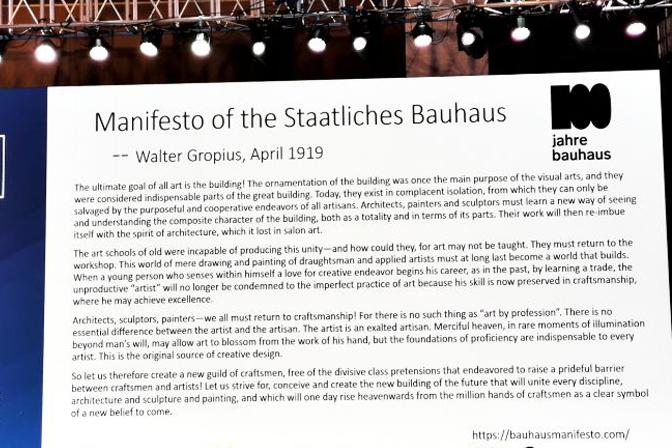 Manifesto of the Staatliches Bauhaus
-- Walter Gropius, April 1919
100
jahre
bauhaus
The ultimate goal of all art is the building! The ornamentation of the building was once the main purpose of the visual arts, and they
were considered indispensable parts of the great building. Today, they exist in complacent isolation, from which they can only be
salvaged by the purposeful and cooperative endeavors of all artisans. Architects, painters and sculptors must learn a new way of seeing
and understanding the composite character of the building, both as a totality and in terms of its parts. Their work will then re-imbue
itself with the spirit of architecture, which it lost in salon art.
The art schools of old were incapable of producing this unity—and how could they, for art may not be taught. They must return to the
workshop. This world of mere drawing and painting of draughtsman and applied artists must at long last become a world that builds.
When a young person who senses within himself a love for creative endeavor begins his career, as in the past, by learning a trade, the
unproductive "artist" will no longer be condemned to the imperfect practice of art because his skill is now preserved in craftsmanship,
where he may achieve excellence.
Architects, sculptors, painters—we all must return to craftsmanship! For there is no such thing as "art by profession". There is no
essential difference between the artist and the artisan. The artist is an exalted artisan. Merciful heaven, in rare moments of illumination
beyond man's will, may allow art to blossom from the work of his hand, but the foundations of proficiency are indispensable to every
artist. This is the original source of creative design.
So let us therefore create a new guild of craftsmen, free of the divisive class pretensions that endeavored to raise a prideful barrier
between craftsmen and artists! Let us strive for, conceive and create the new building of the future that will unite every discipline,
architecture and sculpture and painting, and which will one day rise heavenwards from the million hands of craftsmen as a clear symbol
of a new belief to come.
https://bauhausmanifesto.com/